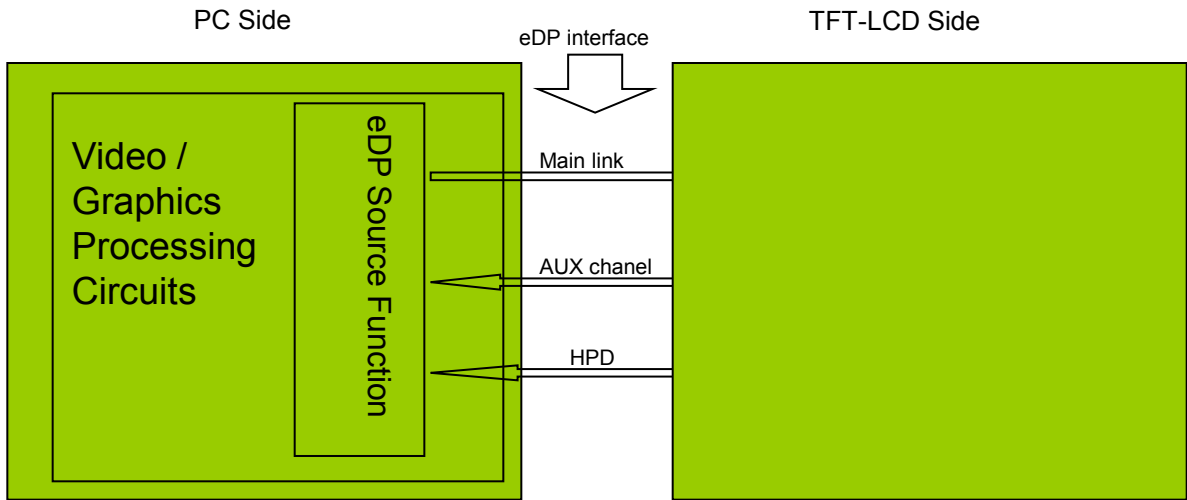 PC Side
TFT-LCD Side
eDP interface
Video /
Graphics
Processing
Circuits
eDP Source Function
Main link
AUX chanel
HPD